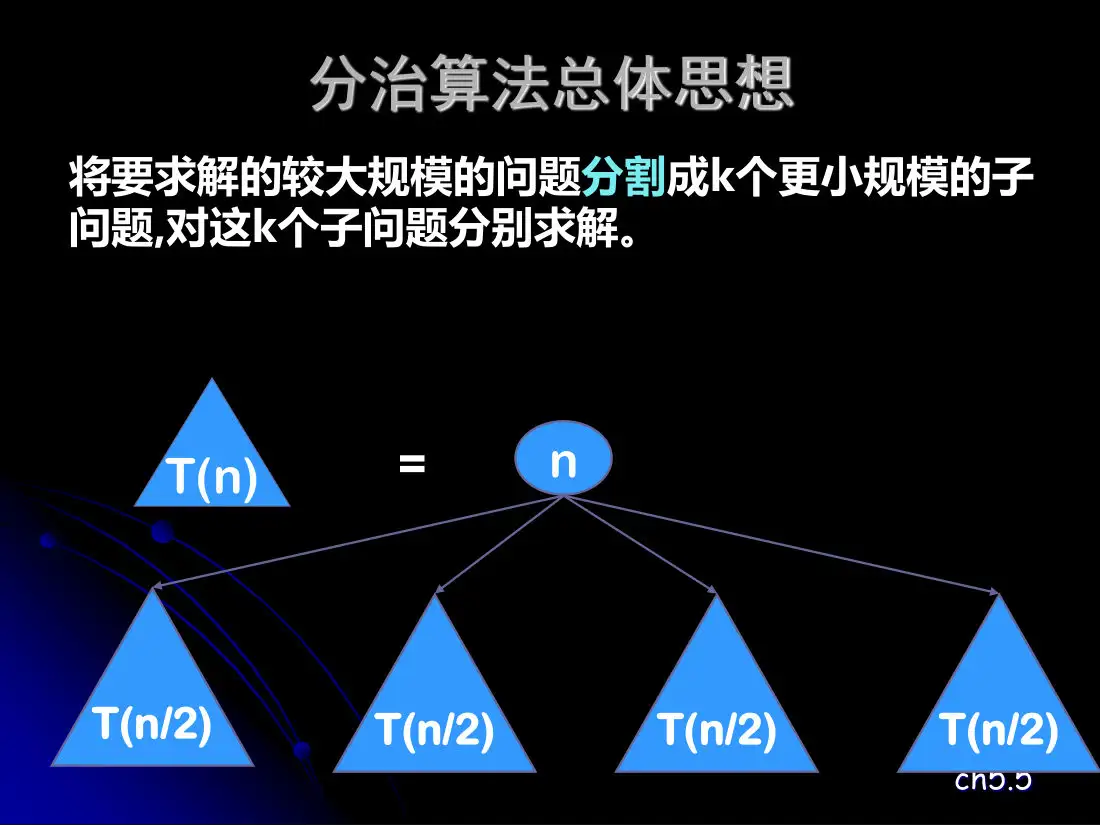 分治算法总体思想
将要求解的较大规模的问题分割成k个更小规模的子
问题,对这k个子问题分别求解。
T(n)
=
n
T(n/2)
T(n/2)
T(n/2)
T(n/2)
cn5.5